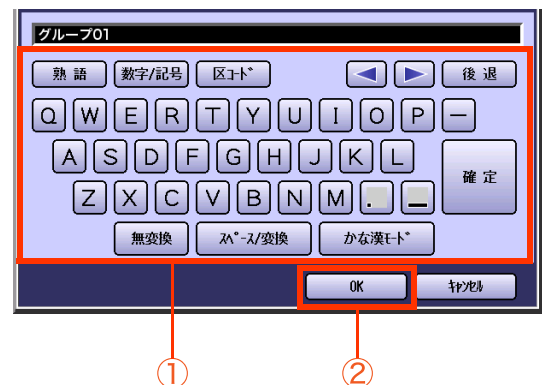 グループ01
熟 語 数字/記号 区ｺｰﾄﾞ ◀ ▶ 後 退
Q W E R T Y U I O P ー
A S D F G H J K L 確 定
Z X C V B N M . _
無変換 ｽﾍﾟｰｽ/変換 かな漢ﾓｰﾄﾞ
OK ｷｬﾝｾﾙ
① ②